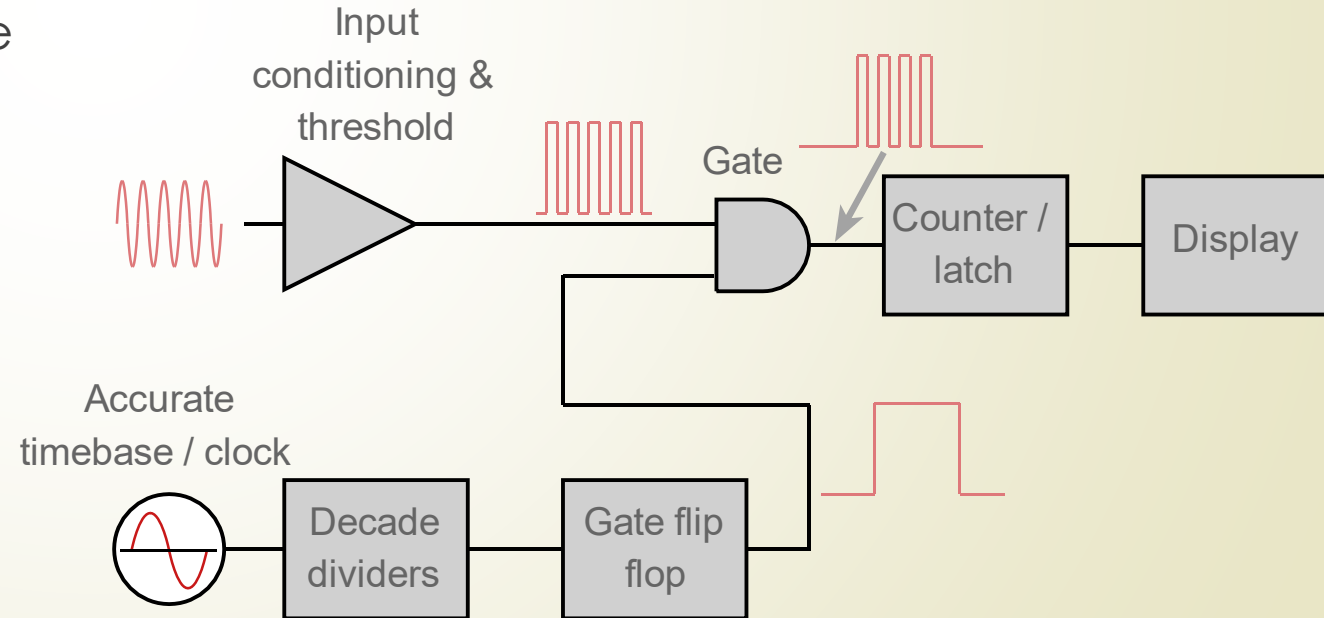 e
Input
conditioning &
threshold
Gate
Counter /
latch
Display
Accurate
timebase / clock
Decade
dividers
Gate flip
flop